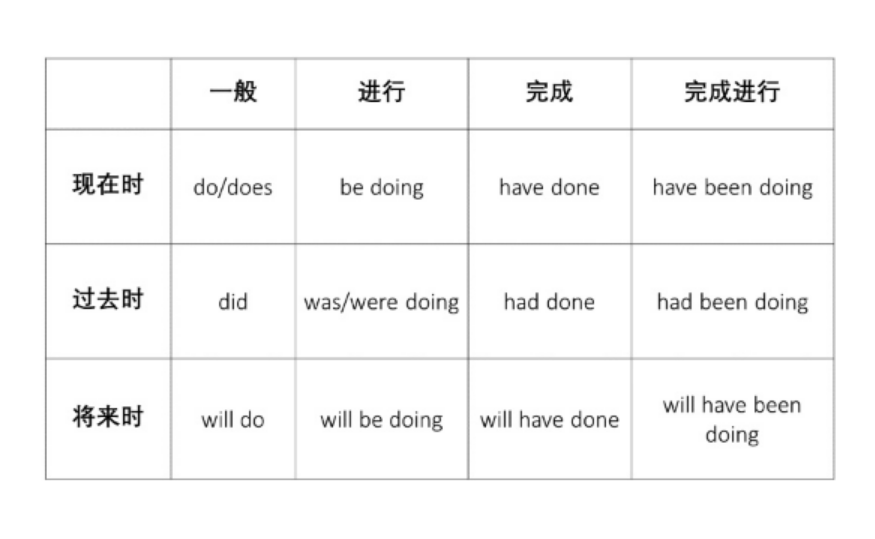 一般 进行 完成 完成进行
现在时 do/does be doing have done have been doing
过去时 did was/were doing had done had been doing
将来时 will do will be doing will have done will have been
doing